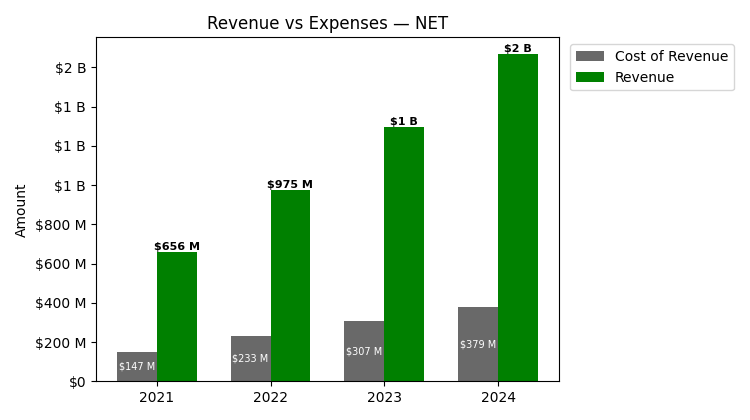 Revenue vs Expenses — NET
Cost of Revenue
Revenue
Amount
$2 B
$1 B
$1 B
$1 B
$800 M
$600 M
$400 M
$200 M
$0
$656 M
$975 M
$1 B
$2 B
$147 M
$233 M
$307 M
$379 M
2021
2022
2023
2024